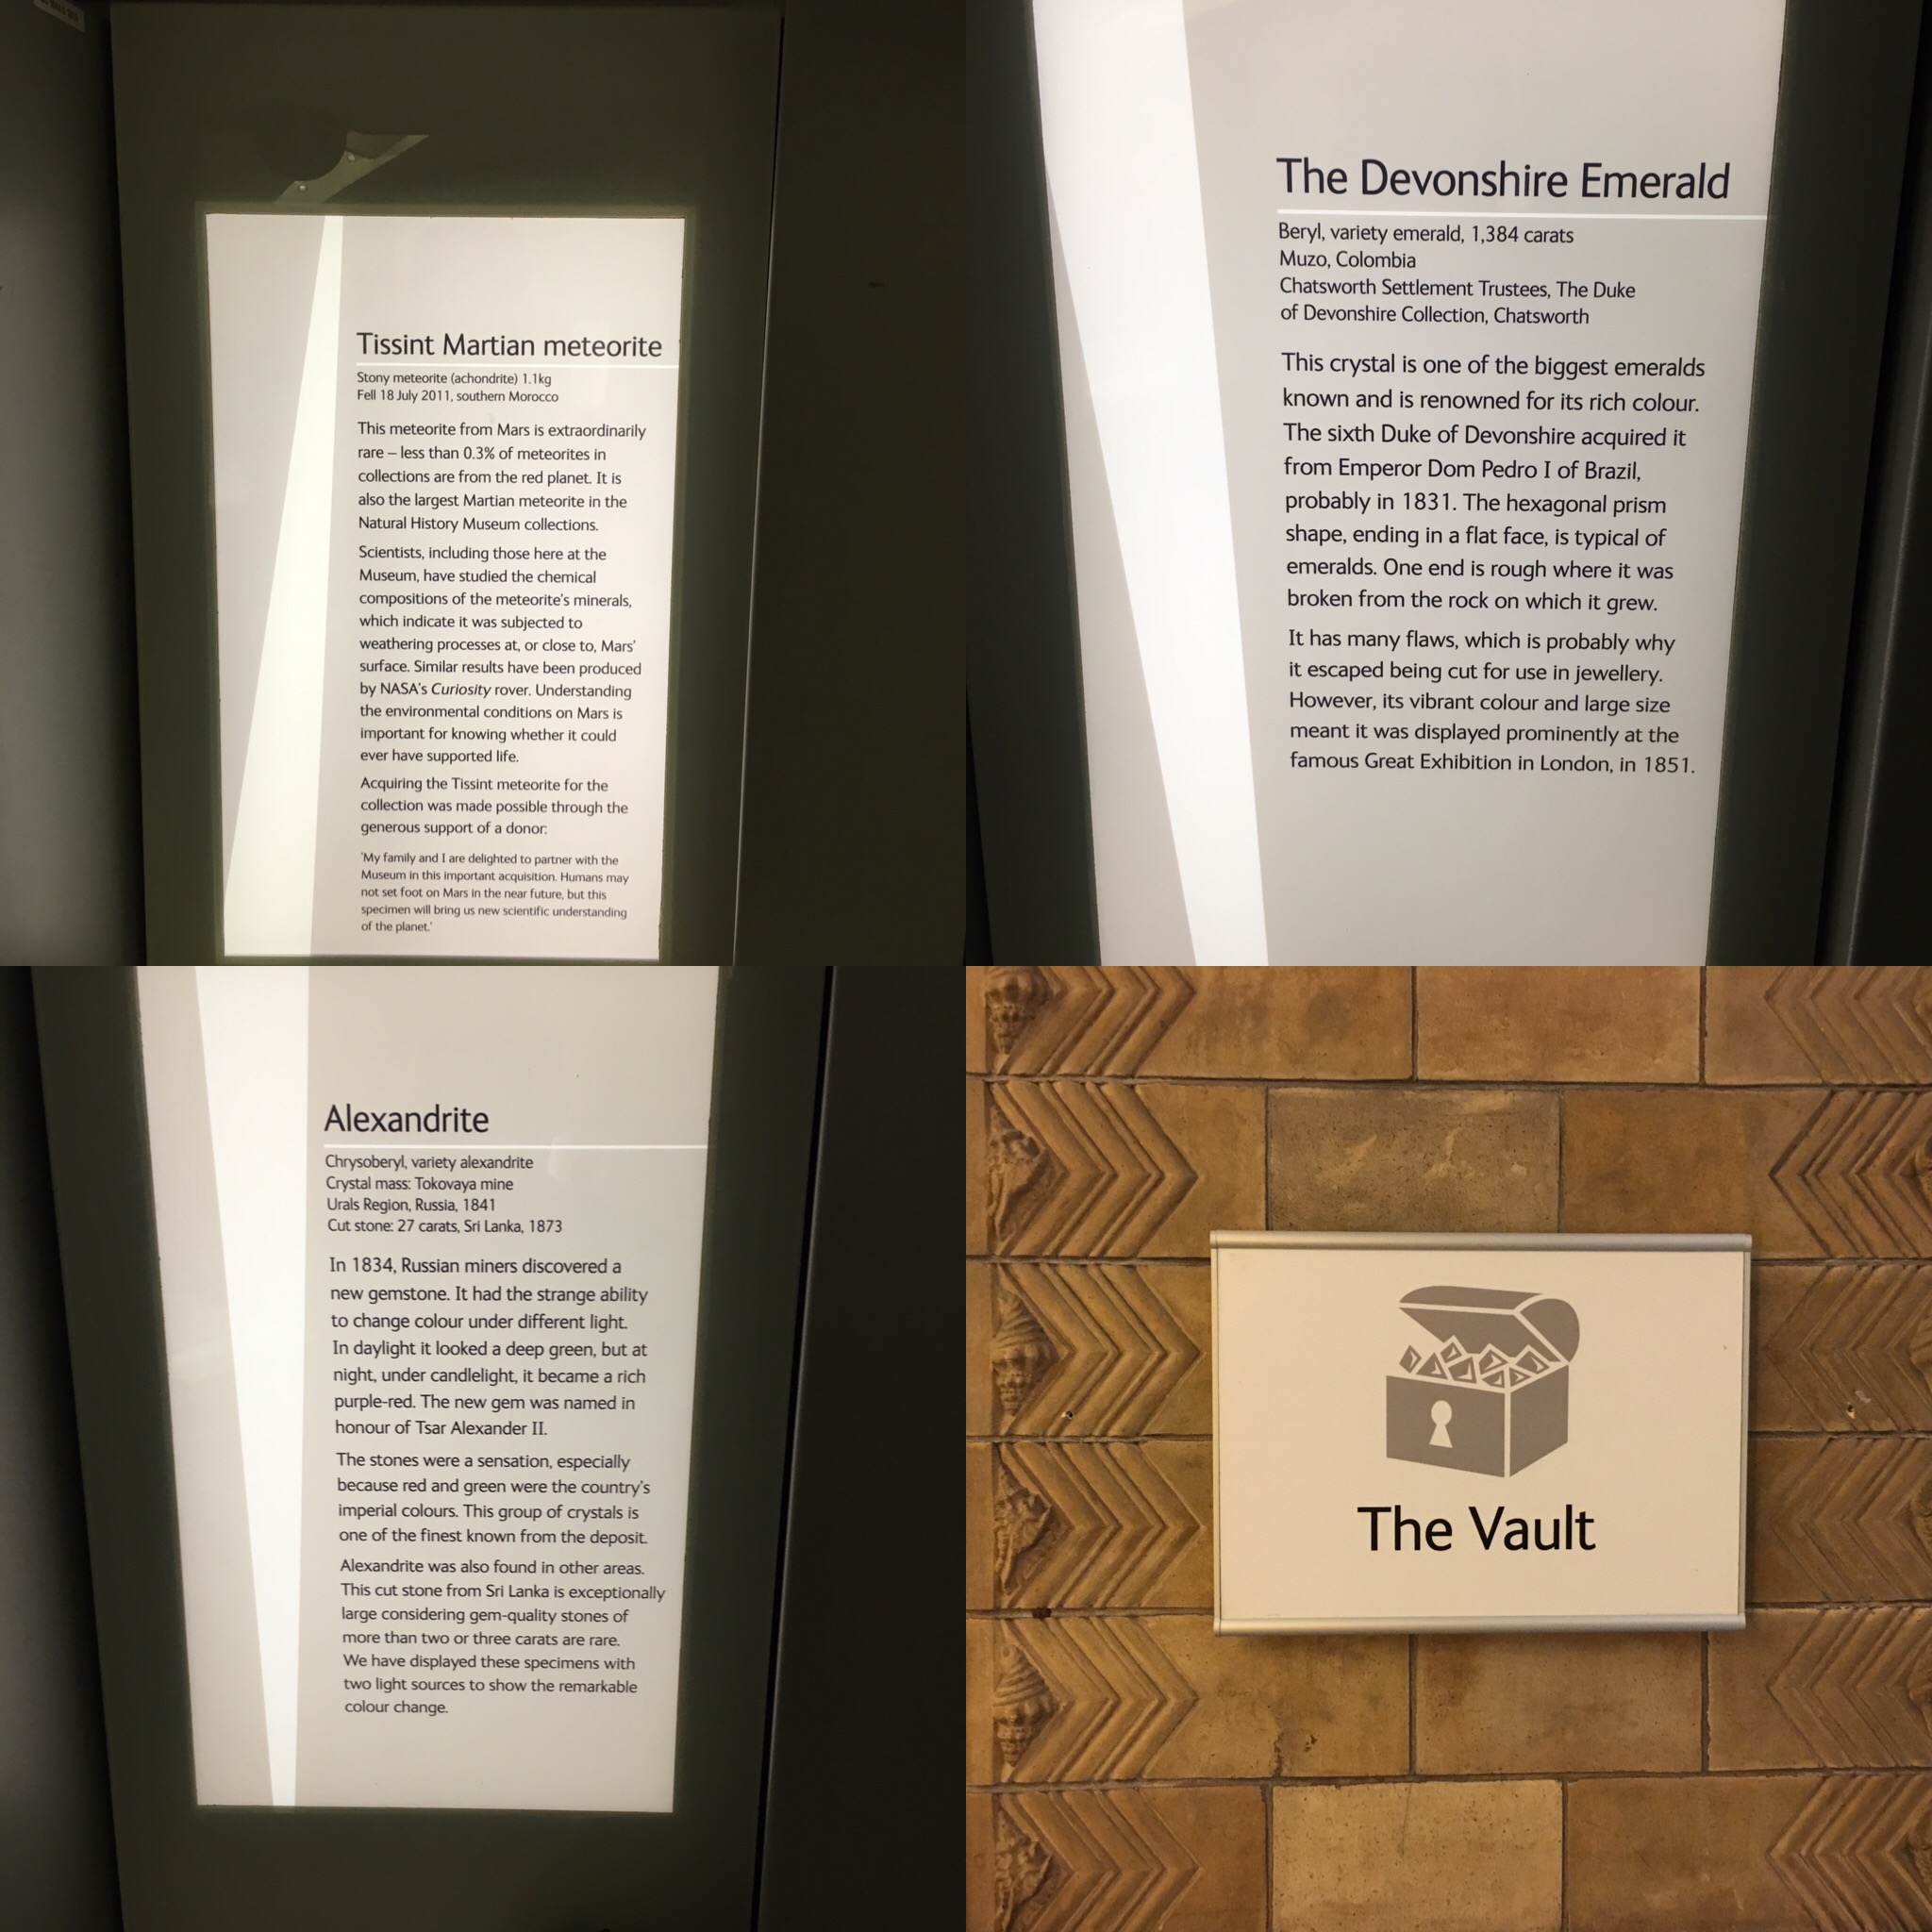 Tissint Martian meteorite
Stony meteorite (achondrite) 1.1kg
Fell 18 July 2011, southern Morocco
This meteorite from Mars is extraordinarily
rare – less than 0.3% of meteorites in
collections are from the red planet. It is
also the largest Martian meteorite in the
Natural History Museum collections.
Scientists, including those here at the
Museum, have studied the chemical
compositions of the meteorite's minerals,
which indicate it was subjected to
weathering processes at, or close to, Mars'
surface. Similar results have been produced
by NASA's Curiosity rover. Understanding
the environmental conditions on Mars is
important for knowing whether it could
ever have supported life.
Acquiring the Tissint meteorite for the
collection was made possible through the
generous support of a donor:
'My family and I are delighted to partner with the
Museum in this important acquisition. Humans may
not set foot on Mars in the near future, but this
specimen will bring us new scientific understanding
of the planet.'
The Devonshire Emerald
Beryl, variety emerald, 1,384 carats
Muzo, Colombia
Chatsworth Settlement Trustees, The Duke
of Devonshire Collection, Chatsworth
This crystal is one of the biggest emeralds
known and is renowned for its rich colour.
The sixth Duke of Devonshire acquired it
from Emperor Dom Pedro I of Brazil,
probably in 1831. The hexagonal prism
shape, ending in a flat face, is typical of
emeralds. One end is rough where it was
broken from the rock on which it grew.
It has many flaws, which is probably why
it escaped being cut for use in jewellery.
However, its vibrant colour and large size
meant it was displayed prominently at the
famous Great Exhibition in London, in 1851.
Alexandrite
Chrysoberyl, variety alexandrite
Crystal mass: Tokovaya mine
Urals Region, Russia, 1841
Cut stone: 27 carats, Sri Lanka, 1873
In 1834, Russian miners discovered a
new gemstone. It had the strange ability
to change colour under different light.
In daylight it looked a deep green, but at
night, under candlelight, it became a rich
purple-red. The new gem was named in
honour of Tsar Alexander II.
The stones were a sensation, especially
because red and green were the country's
imperial colours. This group of crystals is
one of the finest known from the deposit.
Alexandrite was also found in other areas.
This cut stone from Sri Lanka is exceptionally
large considering gem-quality stones of
more than two or three carats are rare.
We have displayed these specimens with
two light sources to show the remarkable
colour change.
The Vault